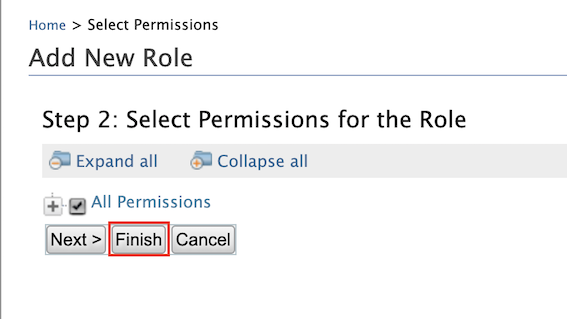 Home > Select Permissions
Add New Role
Step 2: Select Permissions for the Role
Expand all Collapse all
All Permissions
Next > Finish Cancel